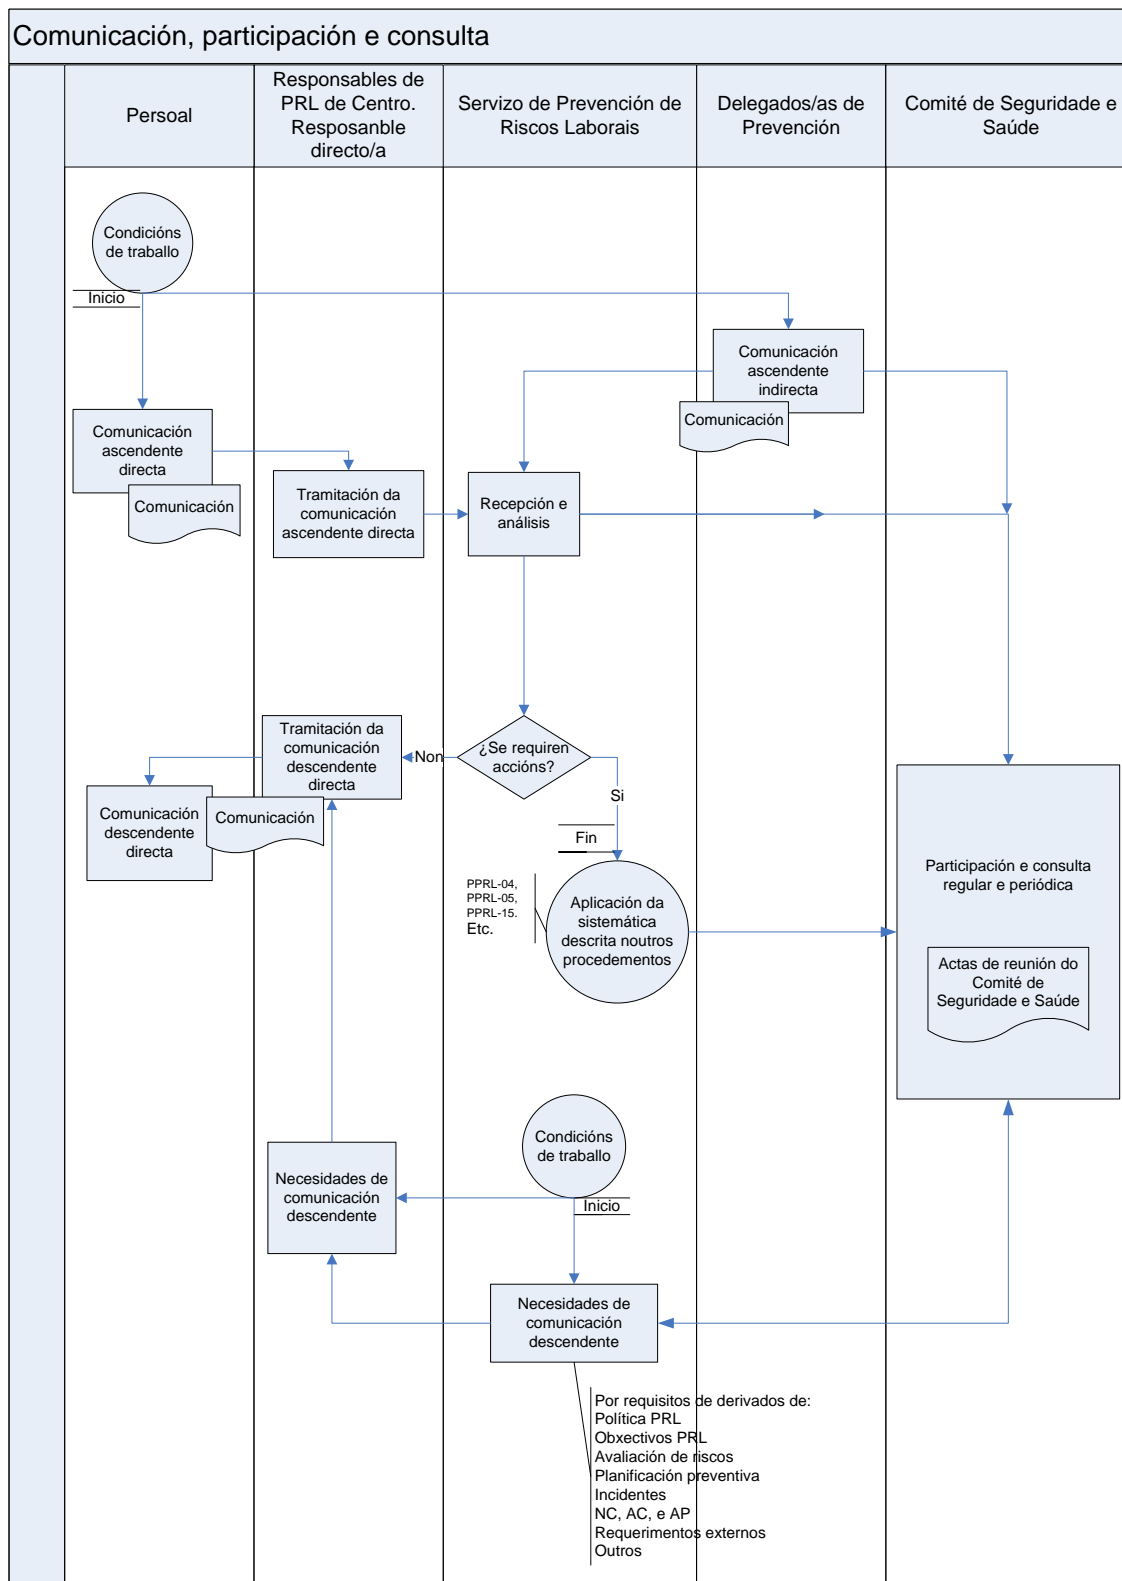 Comunicación, participación e consulta
Persoal
Responsables de
PRL de Centro.
Resposanble
directo/a
Servizo de Prevención de
Riscos Laborais
Delegados/as de
Prevención
Comité de Seguridade e
Saúde
Condicións
de traballo
Inicio
Comunicación
ascendente
indirecta
Comunicación
Comunicación
ascendente
directa
Comunicación
Tramitación da
comunicación
ascendente directa
Recepción e
análisis
Tramitación da
comunicación
descendente
directa
Non
¿Se requiren
accións?
Si
Comunicación
descendente
directa
Comunicación
Fin
PPRL-04,
PPRL-05,
PPRL-15.
Etc.
Aplicación da
sistemática
descrita noutros
procedementos
Participación e consulta
regular e periódica
Actas de reunión do
Comité de
Seguridade e Saúde
Condicións
de traballo
Inicio
Necesidades de
comunicación
descendente
Necesidades de
comunicación
descendente
Por requisitos de derivados de:
Política PRL
Obxectivos PRL
Avaliación de riscos
Planificación preventiva
Incidentes
NC, AC, e AP
Requerimentos externos
Outros